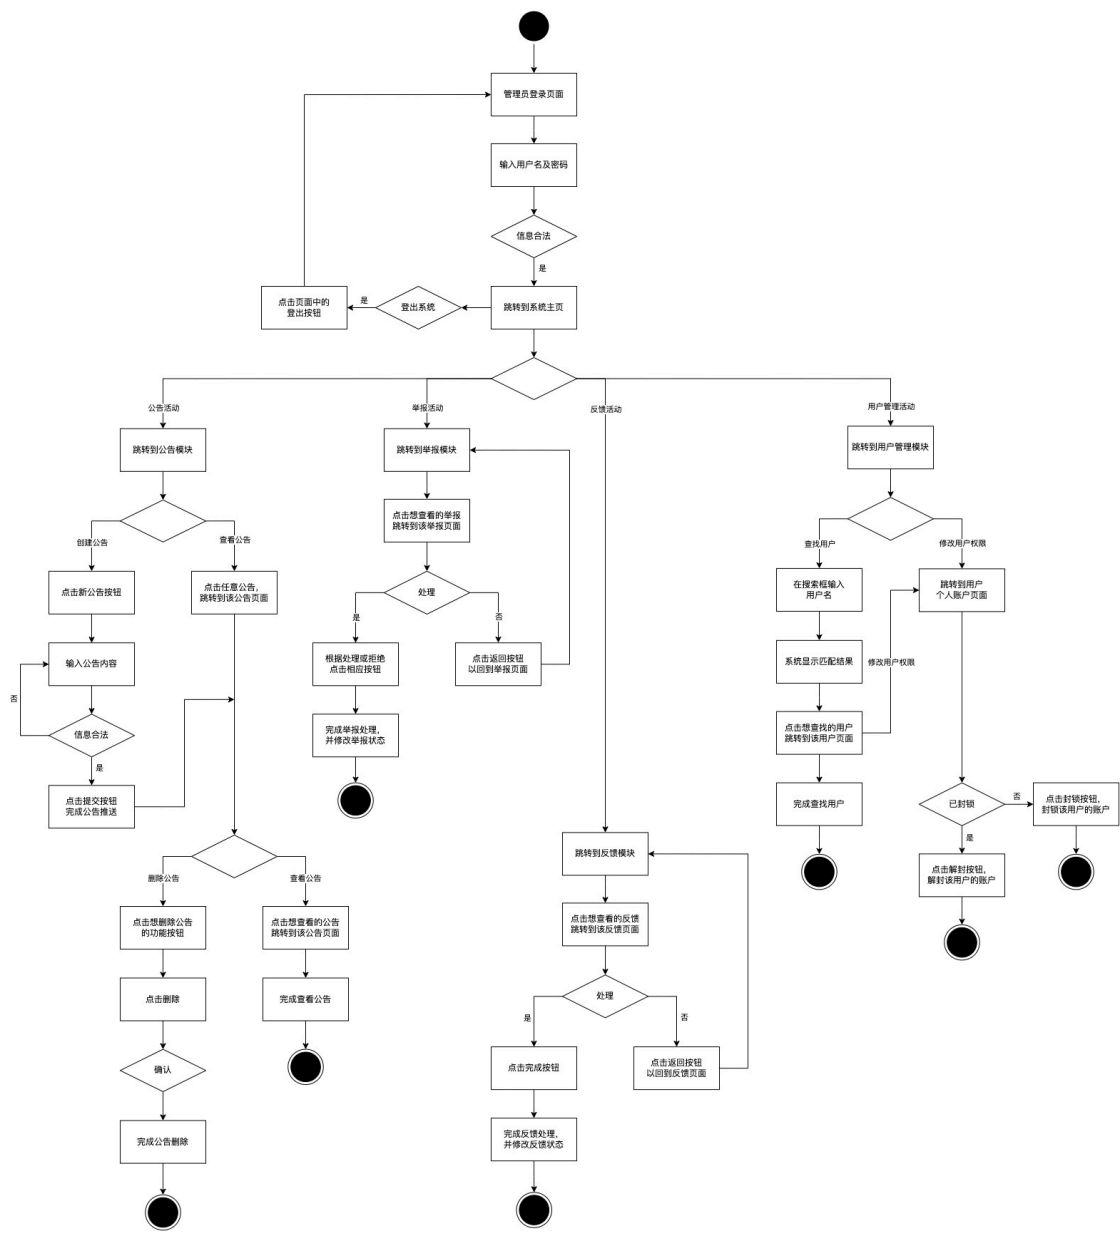 管理员登录页面
输入用户名及密码
信息合法
是
点击页面中的
登出按钮
是
登出系统
跳转到系统主页
公告活动
举报活动
反馈活动
用户管理活动
跳转到公告模块
创建公告
查看公告
点击新公告按钮
点击任意公告，
跳转到该公告页面
输入公告内容
否
信息合法
是
点击提交按钮
完成公告推送
删除公告
查看公告
点击想删除公告
的功能按钮
点击想查看的公告
跳转到该公告页面
点击删除
完成查看公告
确认
完成公告删除
跳转到举报模块
点击想查看的举报
跳转到该举报页面
处理
是
否
根据处理或拒绝
点击相应按钮
点击返回按钮
以回到举报页面
完成举报处理，
并修改举报状态
跳转到反馈模块
点击想查看的反馈
跳转到该反馈页面
处理
是
否
点击完成按钮
点击返回按钮
以回到反馈页面
完成反馈处理，
并修改反馈状态
跳转到用户管理模块
查找用户
修改用户权限
在搜索框输入
用户名
跳转到用户
个人账户页面
系统显示匹配结果
修改用户权限
点击想查找的用户
跳转到该用户页面
完成查找用户
已封锁
否
点击封锁按钮，
封锁该用户的账户
是
点击解封按钮，
解封该用户的账户